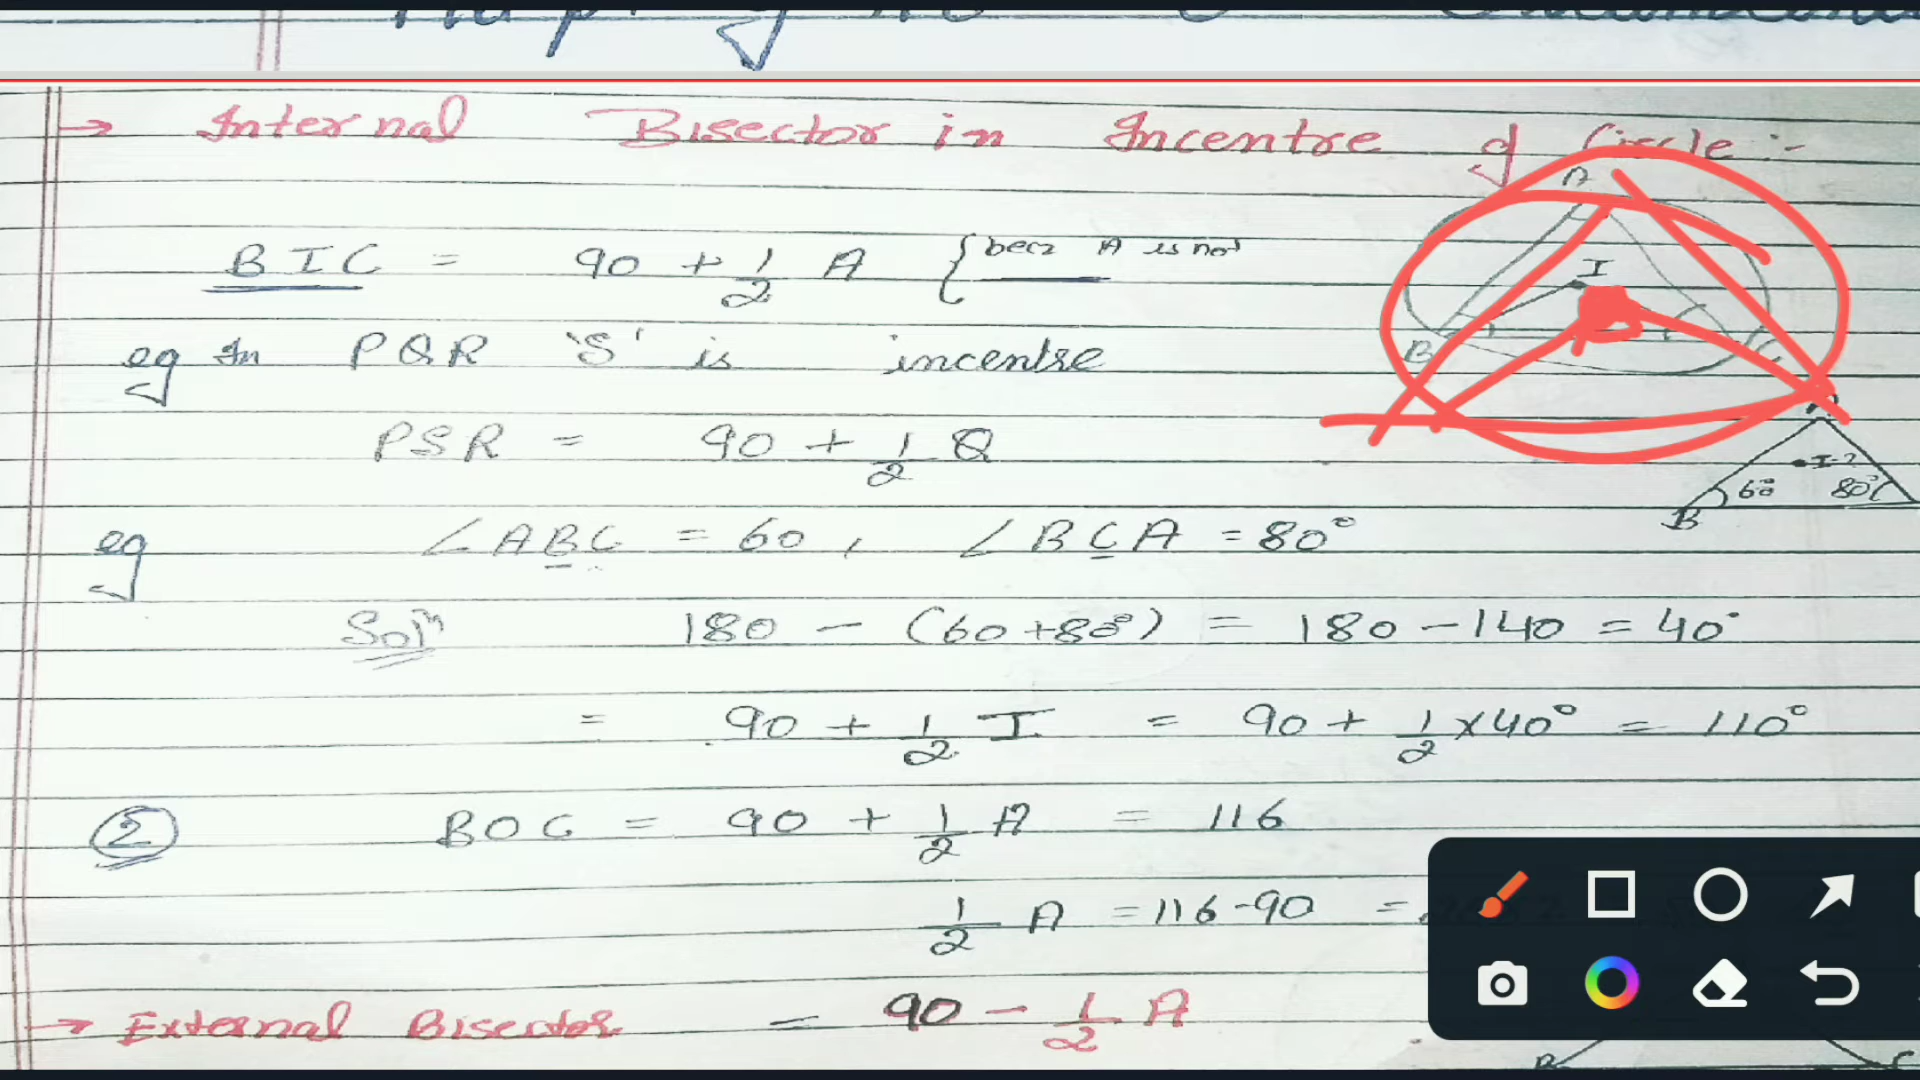 → Internal Bisector in Incentre of Circle :-
A
BIC = 90 + 1/2 A { becz A is not
I
B C
eg In PQR 'S' is incentre
PSR = 90 + 1/2 Q
I-?
60° 80°
B
eg ∠ABC = 60, ∠BCA = 80°
Solⁿ 180 - (60+80°) = 180 - 140 = 40°
= 90 + 1/2 I = 90 + 1/2 × 40° = 110°
2 BOC = 90 + 1/2 A = 116
1/2 A = 116-90 =
→ External Bisector = 90 - 1/2 A
B C